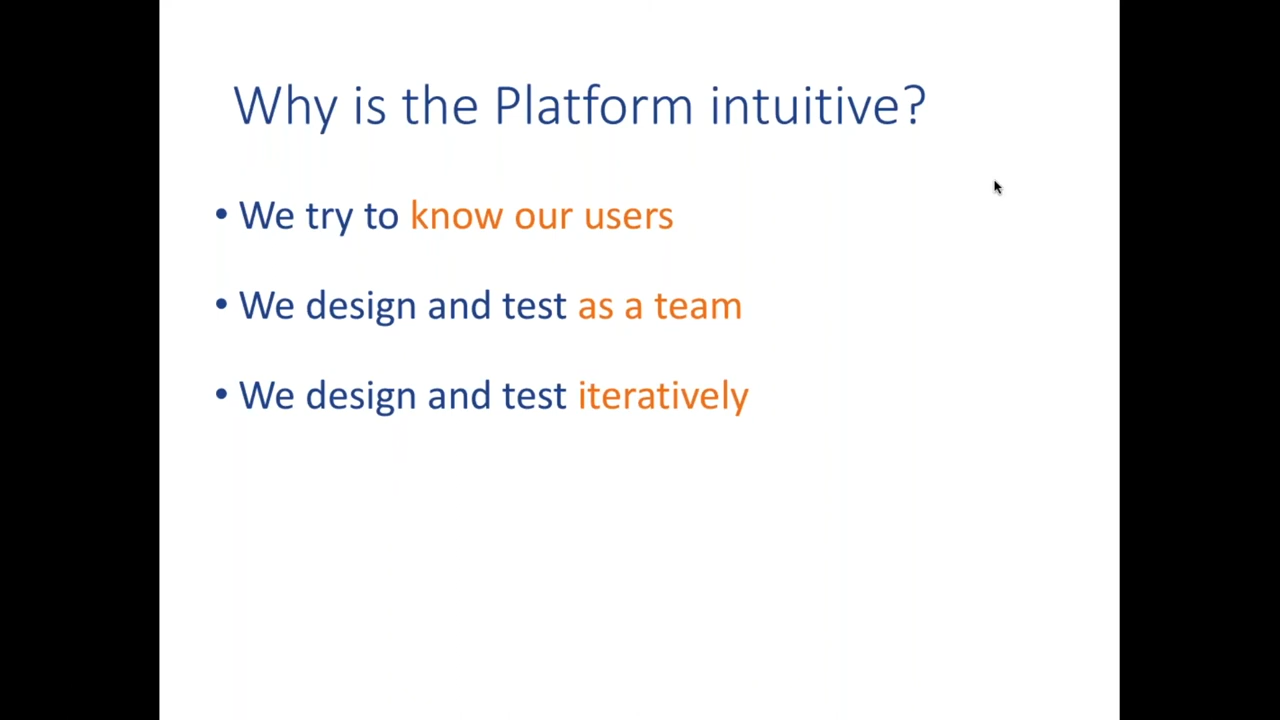 Why is the Platform intuitive?
• We try to know our users
• We design and test as a team
• We design and test iteratively